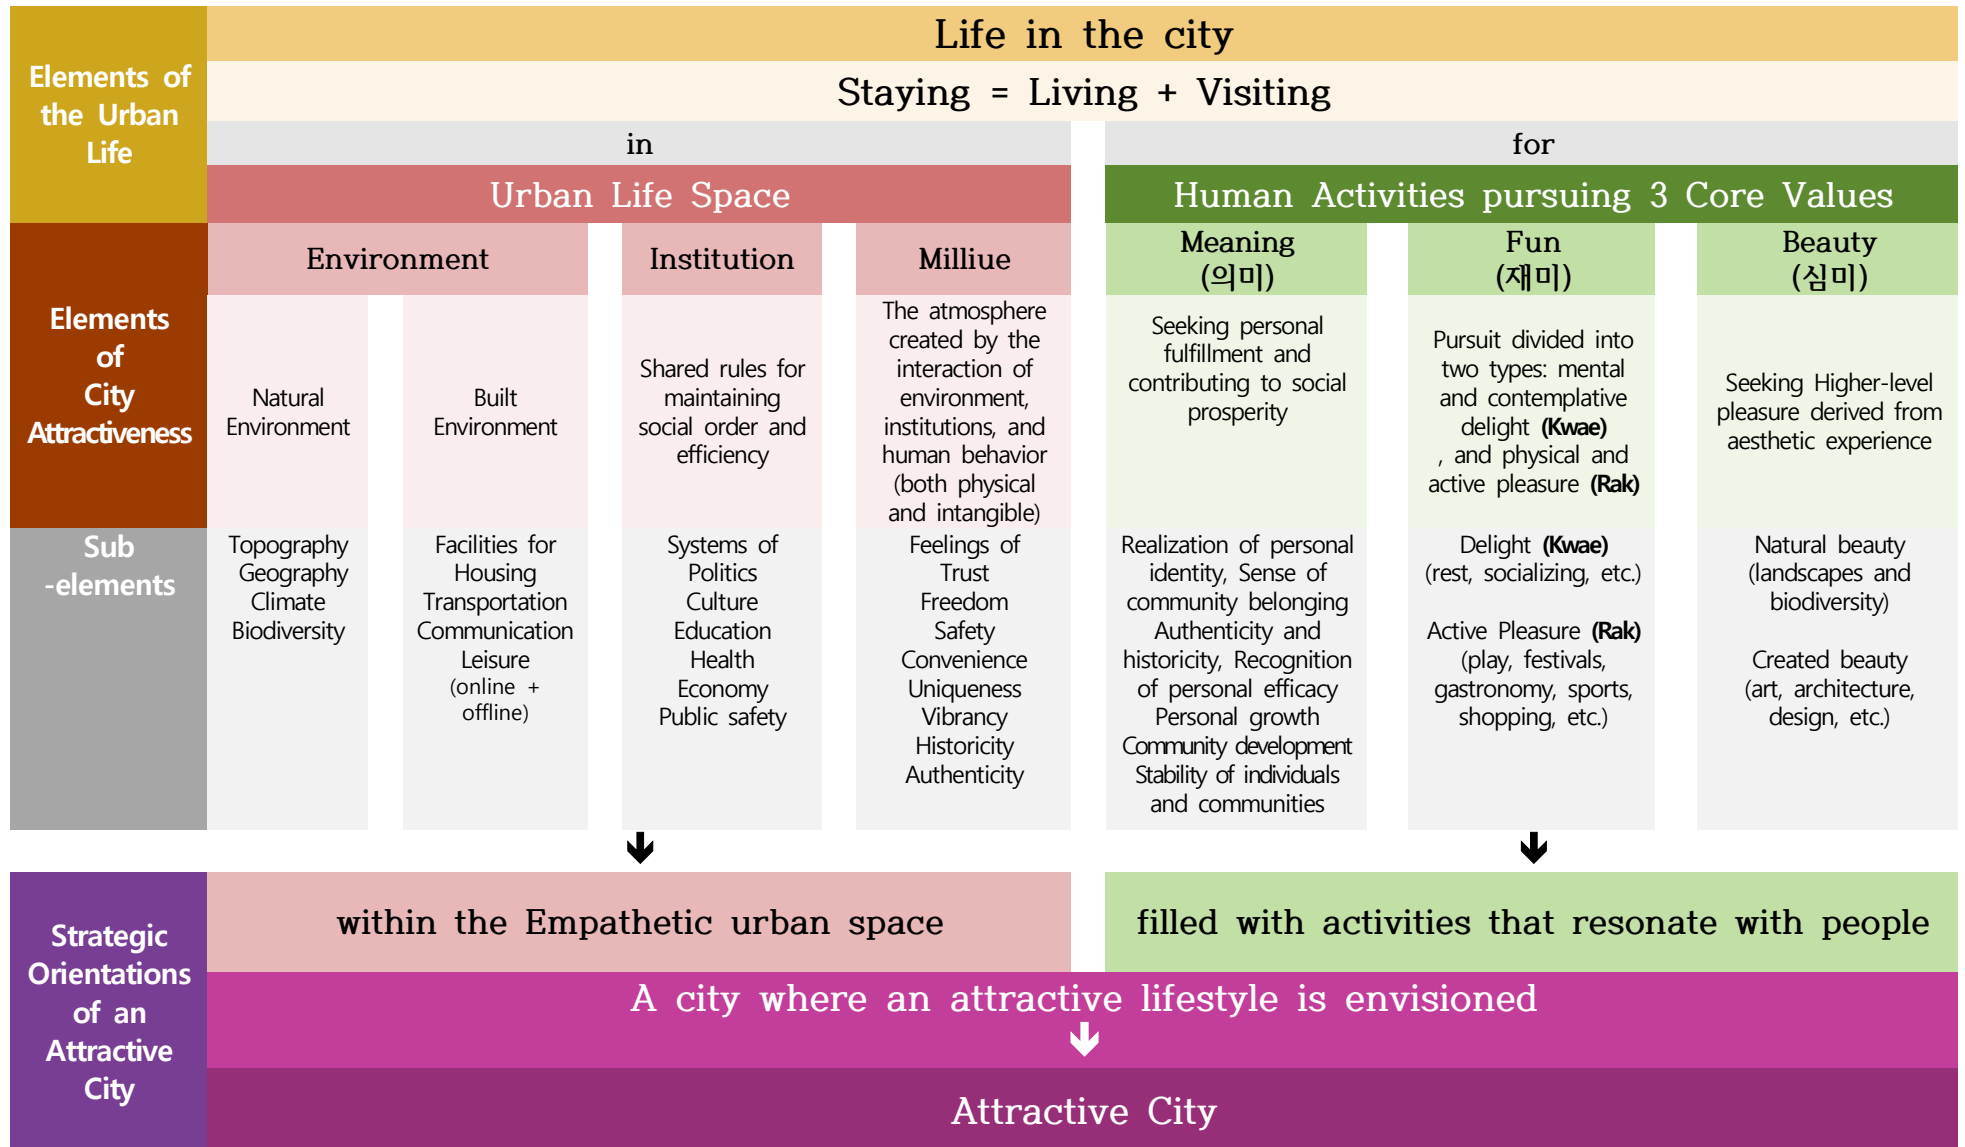 Life in the city
Elements of
the Urban
Life
Staying = Living + Visiting
in
for
Urban Life Space
Human Activities pursuing 3 Core Values
Elements
of
City
Attractiveness
Environment
Institution
Milliue
Meaning
(의미)
Fun
(재미)
Beauty
(심미)
Natural
Environment
Built
Environment
Shared rules for
maintaining
social order and
efficiency
The atmosphere
created by the
interaction of
environment,
institutions, and
human behavior
(both physical
and intangible)
Seeking personal
fulfillment and
contributing to social
prosperity
Pursuit divided into
two types: mental
and contemplative
delight (Kwae)
, and physical and
active pleasure (Rak)
Seeking Higher-level
pleasure derived from
aesthetic experience
Sub
-elements
Topography
Geography
Climate
Biodiversity
Facilities for
Housing
Transportation
Communication
Leisure
(online +
offline)
Systems of
Politics
Culture
Education
Health
Economy
Public safety
Feelings of
Trust
Freedom
Safety
Convenience
Uniqueness
Vibrancy
Historicity
Authenticity
Realization of personal
identity, Sense of
community belonging
Authenticity and
historicity, Recognition
of personal efficacy
Personal growth
Community development
Stability of individuals
and communities
Delight (Kwae)
(rest, socializing, etc.)
Active Pleasure (Rak)
(play, festivals,
gastronomy, sports,
shopping, etc.)
Natural beauty
(landscapes and
biodiversity)
Created beauty
(art, architecture,
design, etc.)
Strategic
Orientations
of an
Attractive
City
within the Empathetic urban space
filled with activities that resonate with people
A city where an attractive lifestyle is envisioned
Attractive City